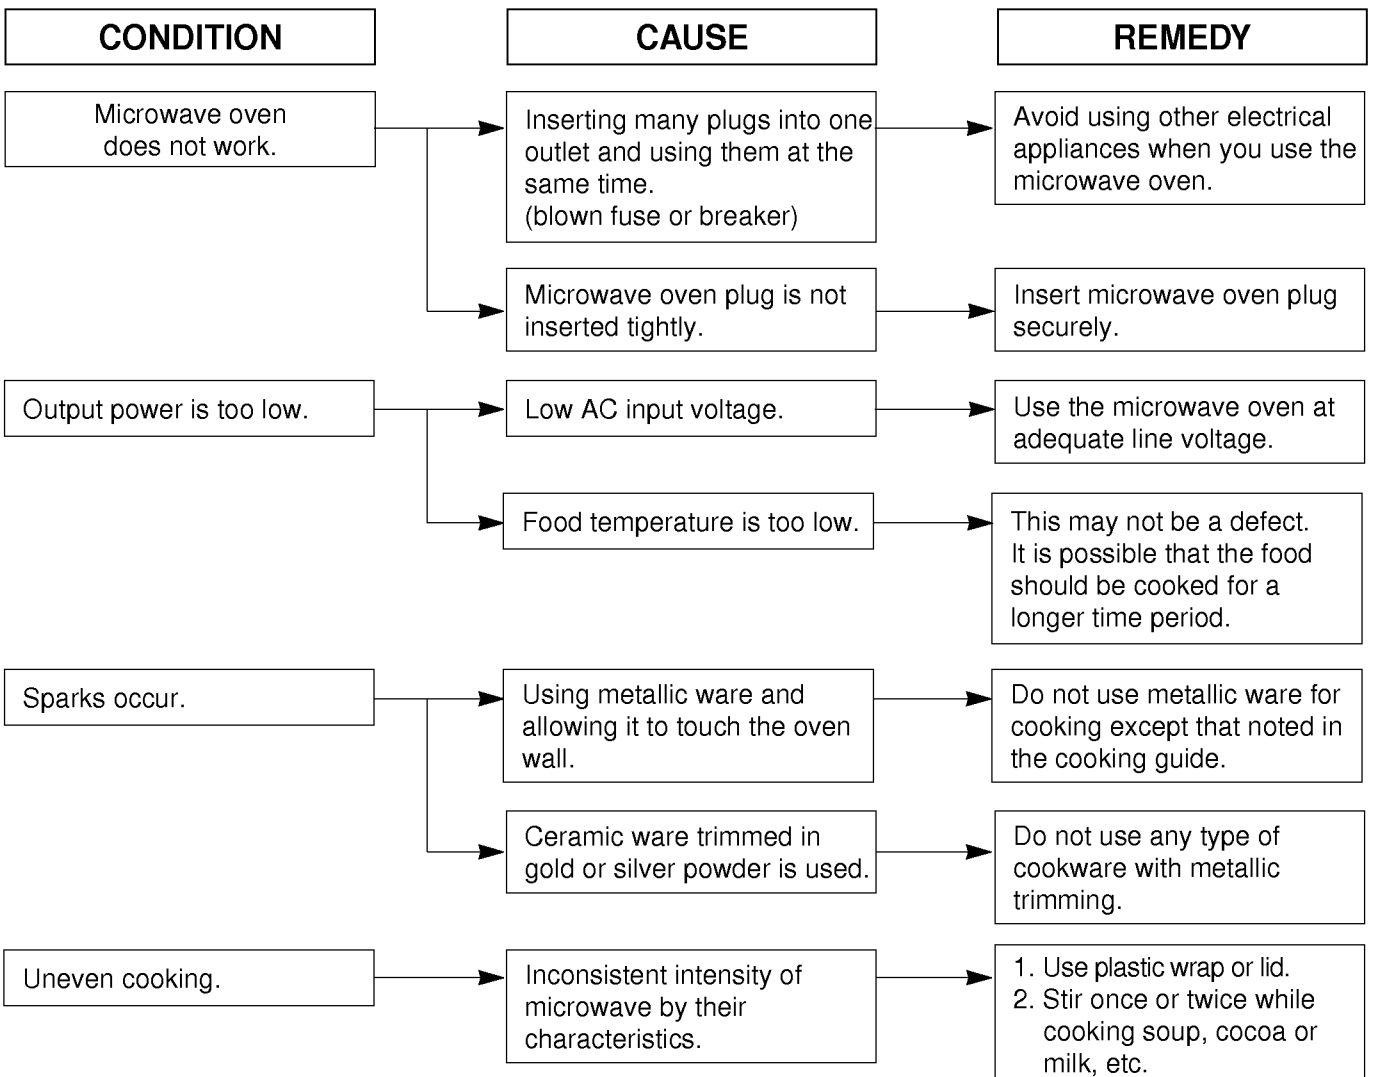 CONDITION
CAUSE
REMEDY
Microwave oven
does not work.
Inserting many plugs into one
outlet and using them at the
same time.
(blown fuse or breaker)
Avoid using other electrical
appliances when you use the
microwave oven.
Microwave oven plug is not
inserted tightly.
Insert microwave oven plug
securely.
Output power is too low.
Low AC input voltage.
Use the microwave oven at
adequate line voltage.
Food temperature is too low.
This may not be a defect.
It is possible that the food
should be cooked for a
longer time period.
Sparks occur.
Using metallic ware and
allowing it to touch the oven
wall.
Do not use metallic ware for
cooking except that noted in
the cooking guide.
Ceramic ware trimmed in
gold or silver powder is used.
Do not use any type of
cookware with metallic
trimming.
Uneven cooking.
Inconsistent intensity of
microwave by their
characteristics.
1. Use plastic wrap or lid.
2. Stir once or twice while
cooking soup, cocoa or
milk, etc.